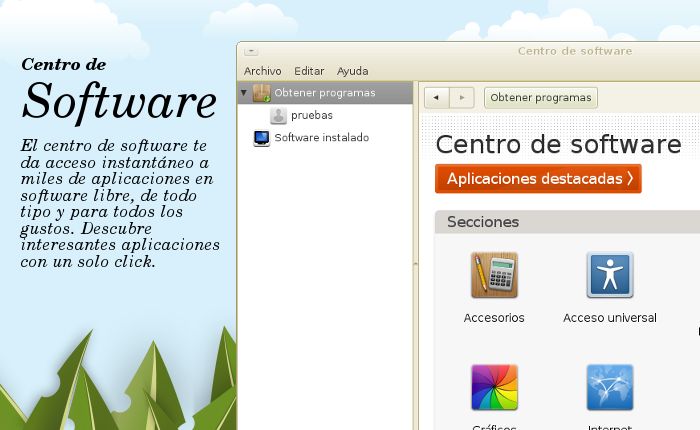 Centro de
Software
El centro de software te
da acceso instantáneo a
miles de aplicaciones en
software libre, de todo
tipo y para todos los
gustos. Descubre
interesantes aplicaciones
con un solo click.
Centro de software
Archivo Editar Ayuda
Obtener programas
pruebas
Software instalado
Obtener programas
Centro de software
Aplicaciones destacadas
Secciones
Accesorios
Acceso universal
Gráficos
Internet